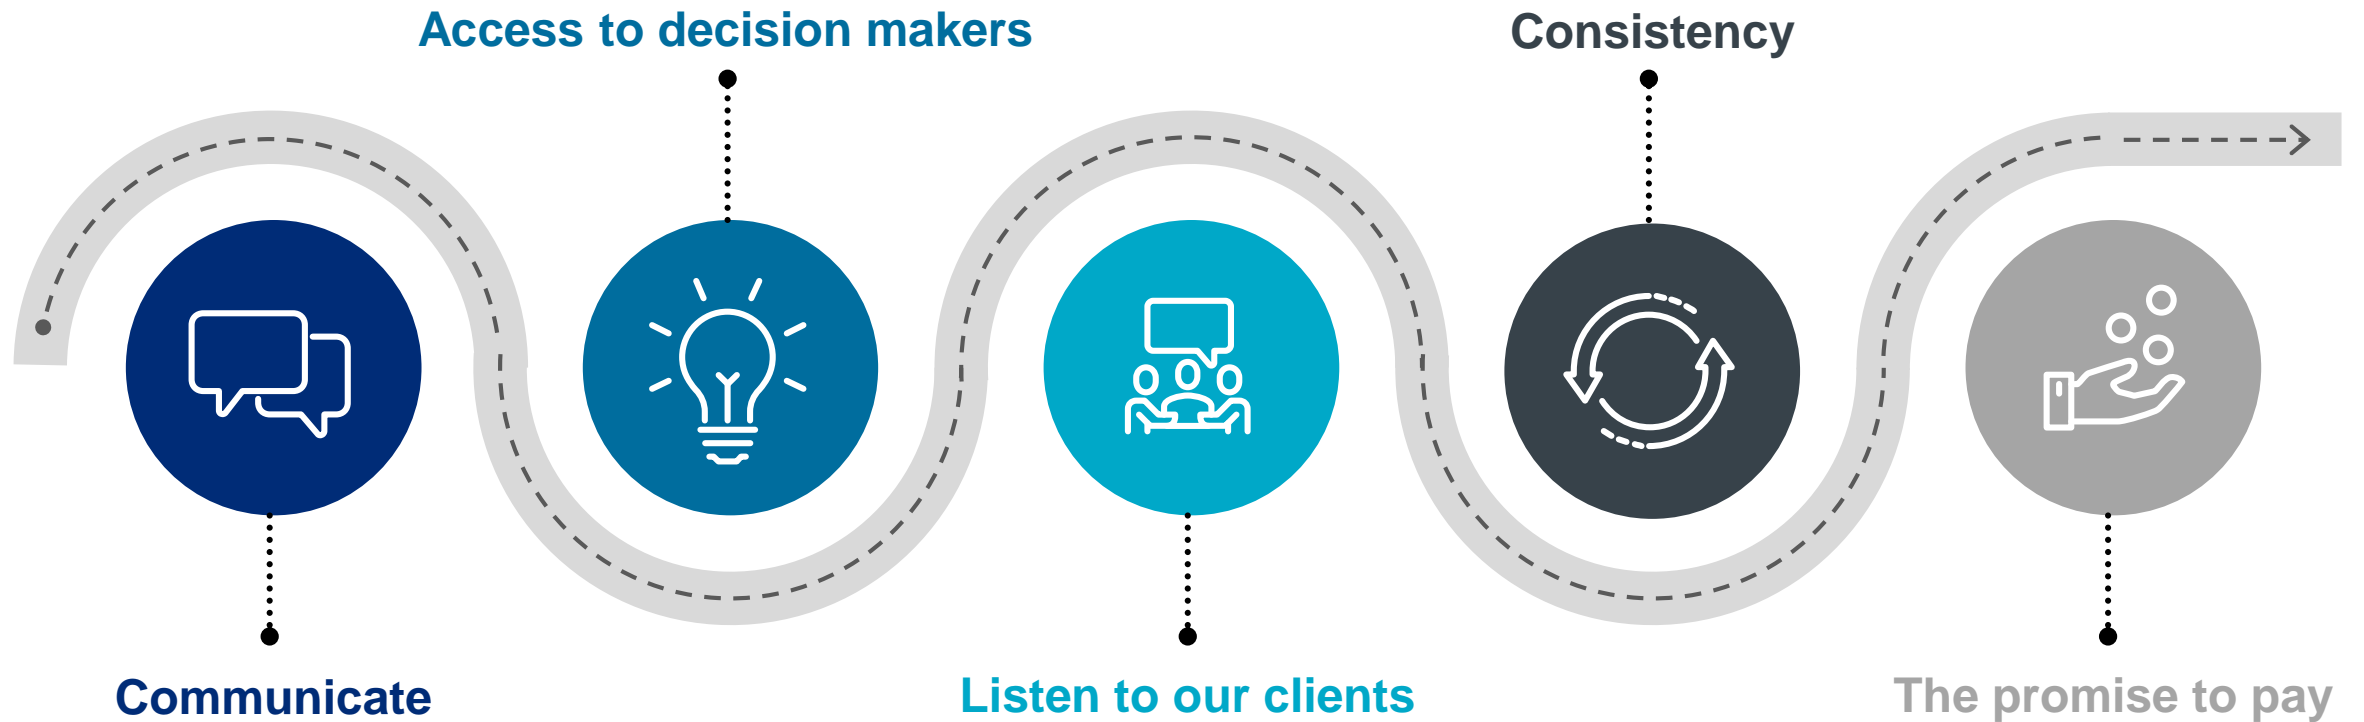 Access to decision makers
Consistency
Communicate
Listen to our clients
The promise to pay